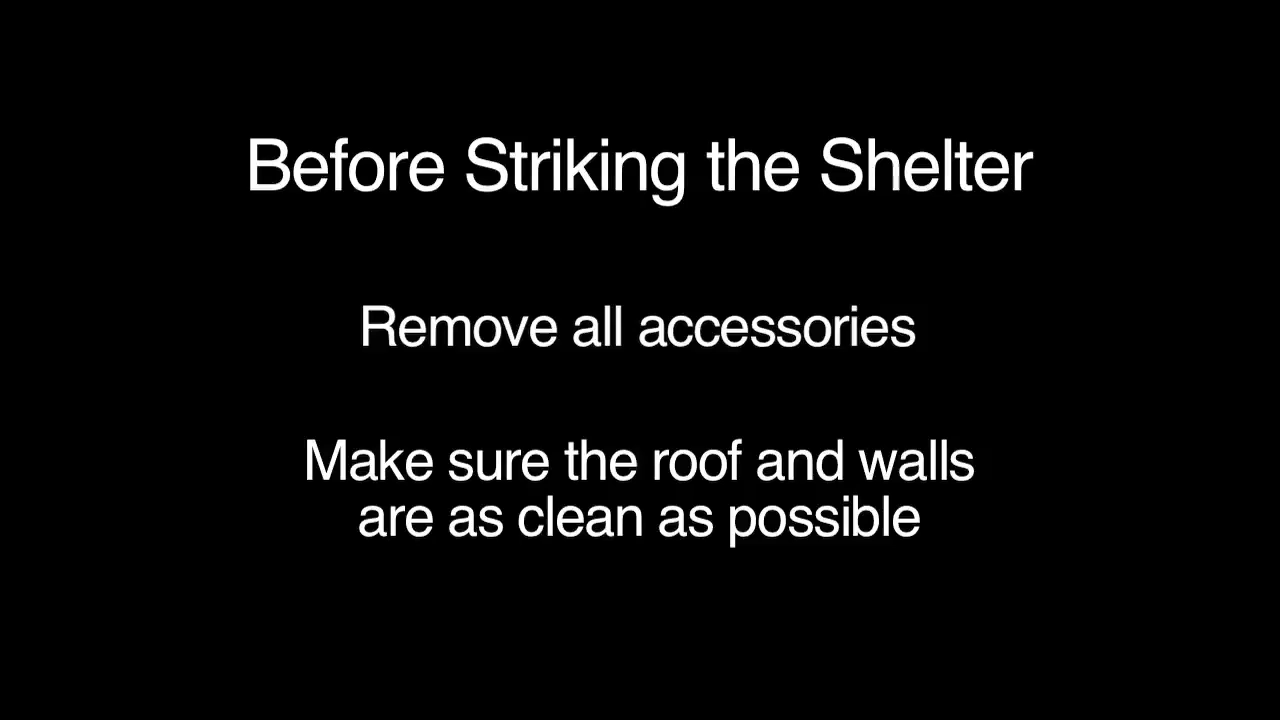 Before Striking the Shelter
Remove all accessories
Make sure the roof and walls
are as clean as possible